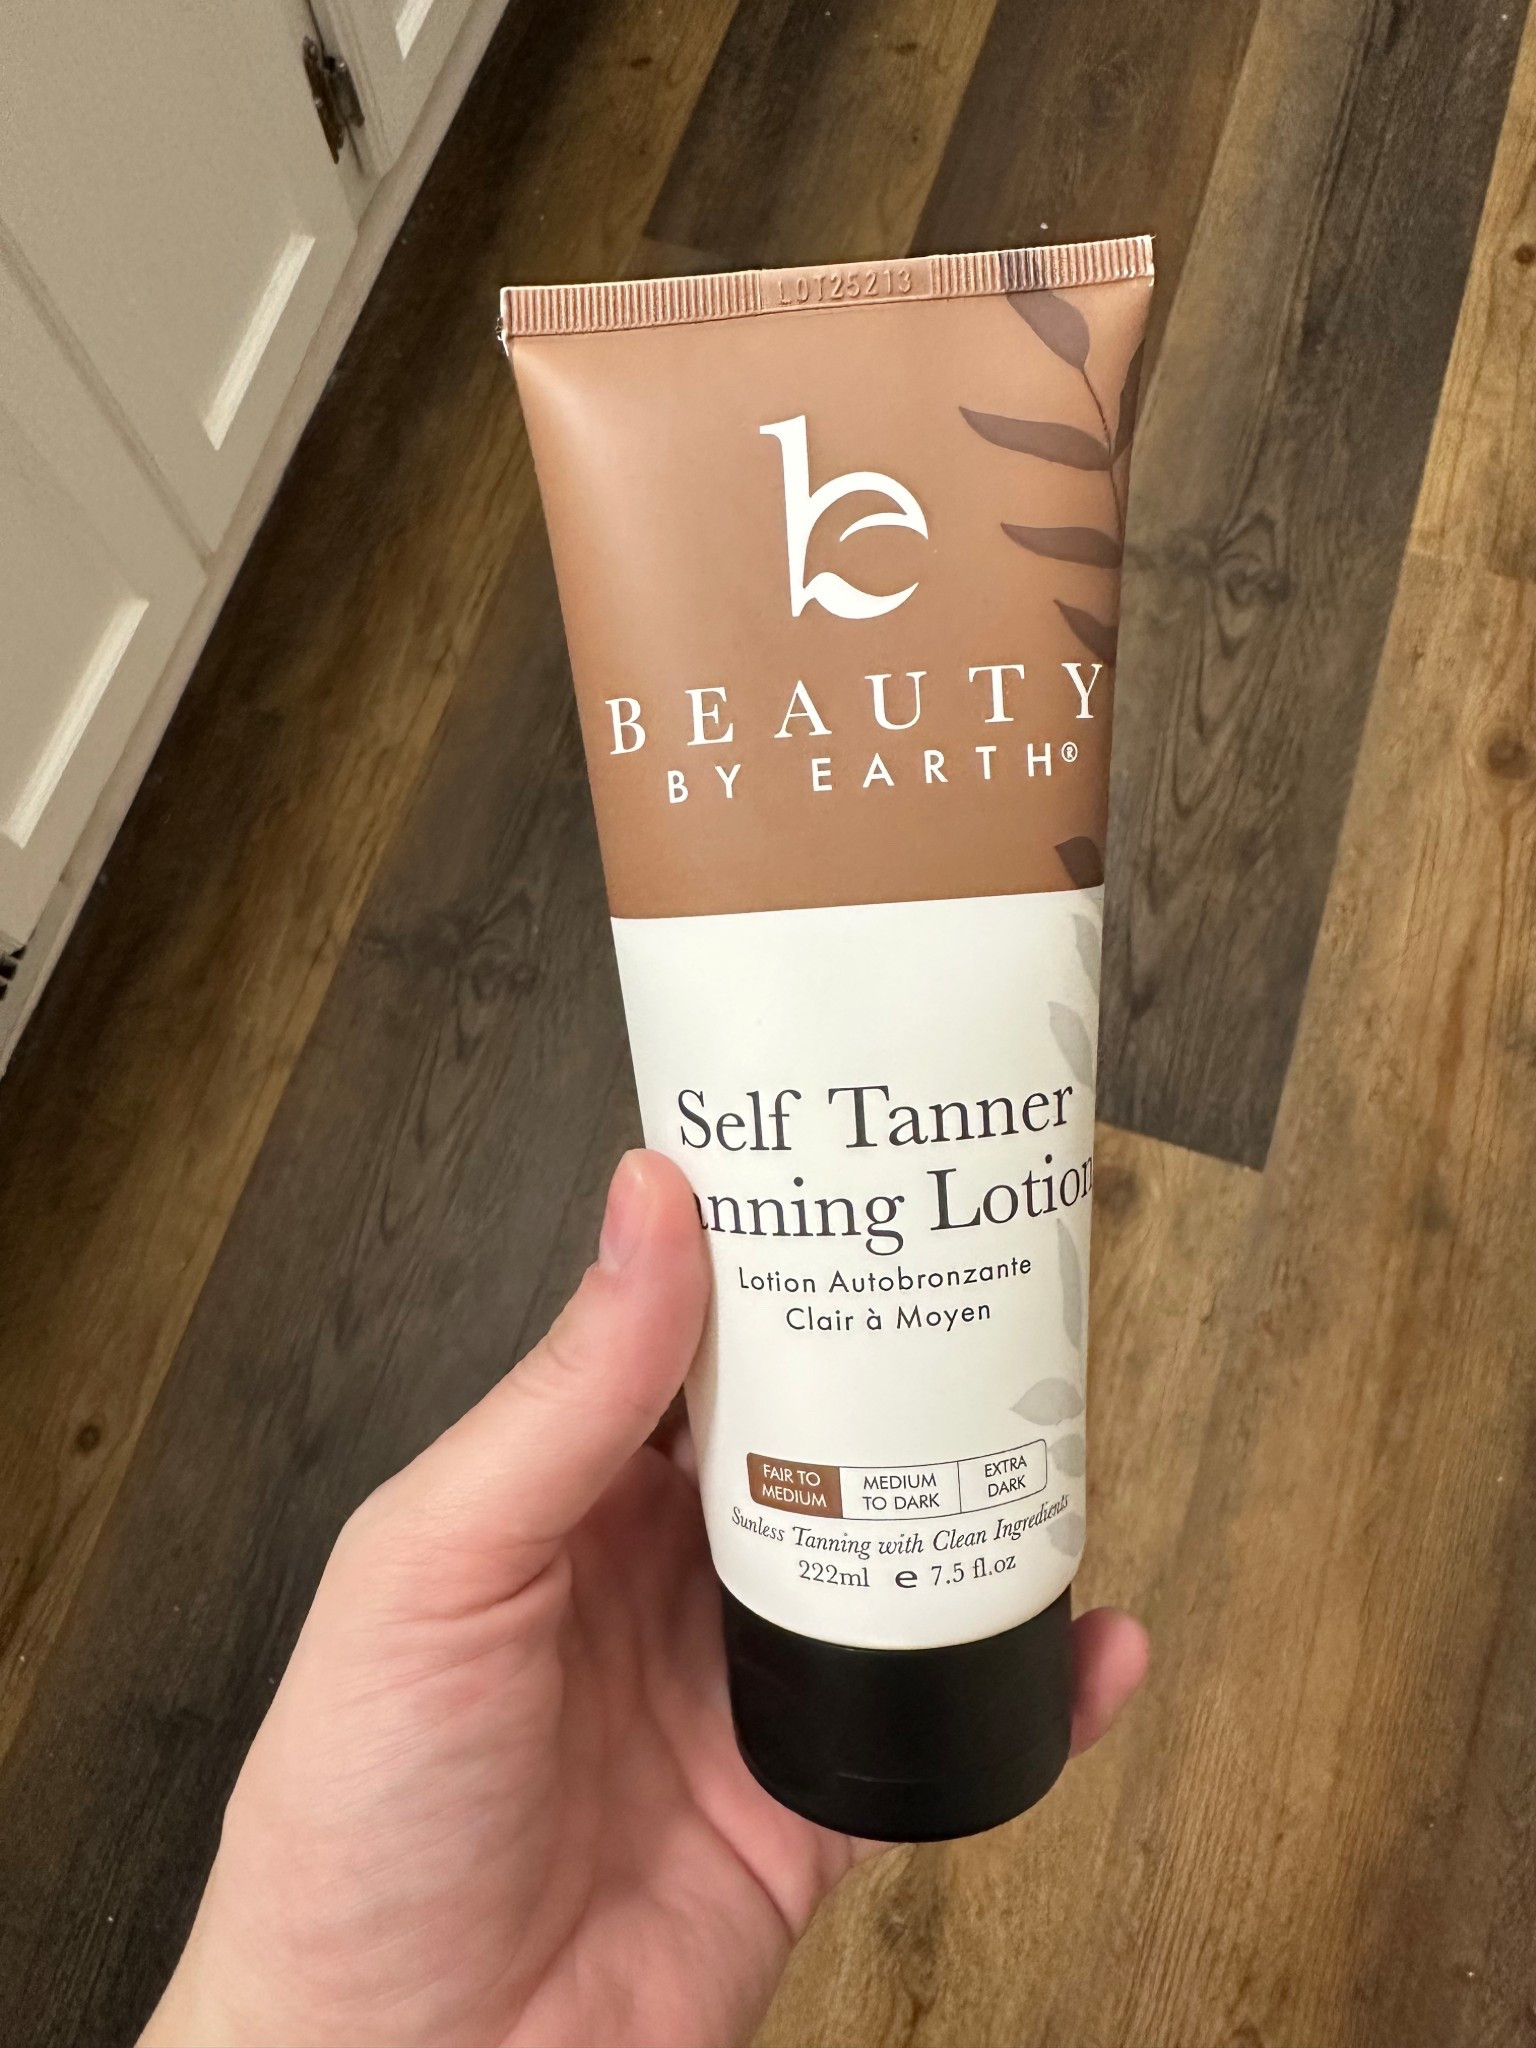 LOT25213
BEAUTY
BY EARTH®
Self Tanner
Lotion
Lotion Autobronzante
Clair à Moyen
FAIR TO
MEDIUM
MEDIUM
TO DARK
EXTRA
DARK
Sunless Tanning with Clean Ingredients
222ml e 7.5 fl.oz